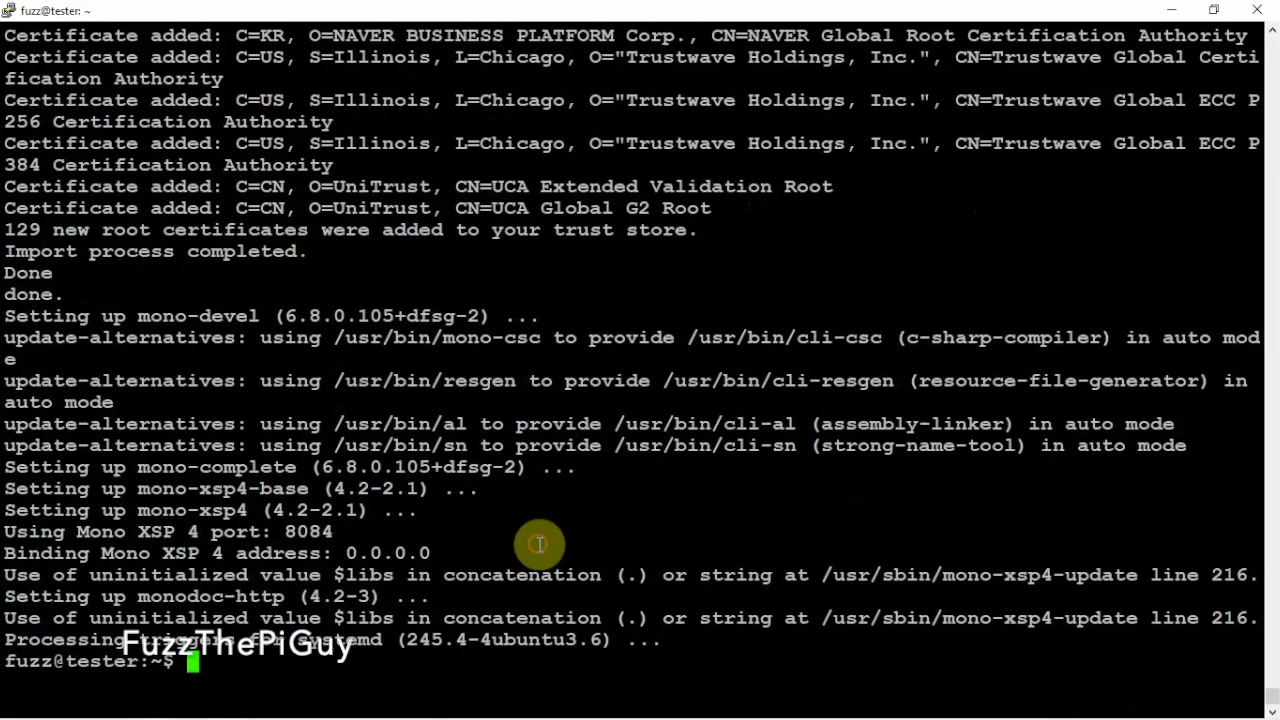 fuzz@tester: ~
Certificate added: C=KR, O=NAVER BUSINESS PLATFORM Corp., CN=NAVER Global Root Certification Authority
Certificate added: C=US, S=Illinois, L=Chicago, O="Trustwave Holdings, Inc.", CN=Trustwave Global Certi
fication Authority
Certificate added: C=US, S=Illinois, L=Chicago, O="Trustwave Holdings, Inc.", CN=Trustwave Global ECC P
256 Certification Authority
Certificate added: C=US, S=Illinois, L=Chicago, O="Trustwave Holdings, Inc.", CN=Trustwave Global ECC P
384 Certification Authority
Certificate added: C=CN, O=UniTrust, CN=UCA Extended Validation Root
Certificate added: C=CN, O=UniTrust, CN=UCA Global G2 Root
129 new root certificates were added to your trust store.
Import process completed.
Done
done.
Setting up mono-devel (6.8.0.105+dfsg-2) ...
update-alternatives: using /usr/bin/mono-csc to provide /usr/bin/cli-csc (c-sharp-compiler) in auto mod
e
update-alternatives: using /usr/bin/resgen to provide /usr/bin/cli-resgen (resource-file-generator) in
auto mode
update-alternatives: using /usr/bin/al to provide /usr/bin/cli-al (assembly-linker) in auto mode
update-alternatives: using /usr/bin/sn to provide /usr/bin/cli-sn (strong-name-tool) in auto mode
Setting up mono-complete (6.8.0.105+dfsg-2) ...
Setting up mono-xsp4-base (4.2-2.1) ...
Setting up mono-xsp4 (4.2-2.1) ...
Using Mono XSP 4 port: 8084
Binding Mono XSP 4 address: 0.0.0.0
Use of uninitialized value $libs in concatenation (.) or string at /usr/sbin/mono-xsp4-update line 216.
Setting up monodoc-http (4.2-3) ...
Use of uninitialized value $libs in concatenation (.) or string at /usr/sbin/mono-xsp4-update line 216.
Processing triggers for systemd (245.4-4ubuntu3.6) ...
FuzzThePiGuy
fuzz@tester:~$